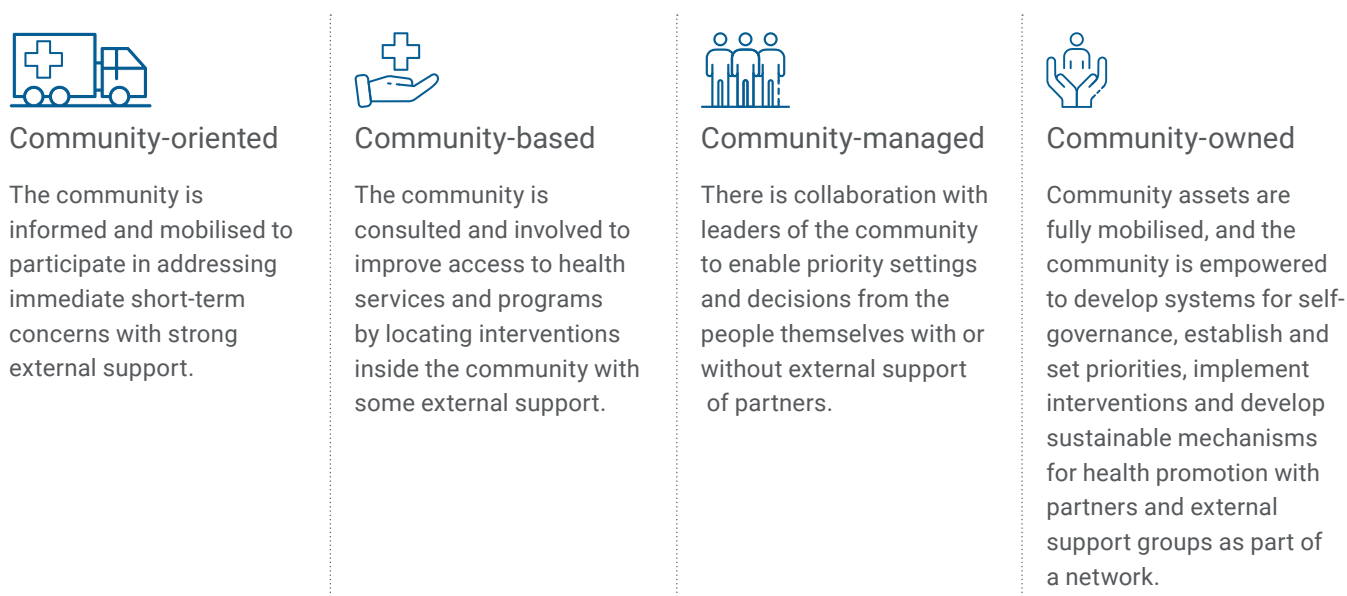 Community-oriented
The community is
informed and mobilised to
participate in addressing
immediate short-term
concerns with strong
external support.
Community-based
The community is
consulted and involved to
improve access to health
services and programs
by locating interventions
inside the community with
some external support.
Community-managed
There is collaboration with
leaders of the community
to enable priority settings
and decisions from the
people themselves with or
without external support
of partners.
Community-owned
Community assets are
fully mobilised, and the
community is empowered
to develop systems for self-
governance, establish and
set priorities, implement
interventions and develop
sustainable mechanisms
for health promotion with
partners and external
support groups as part of
a network.